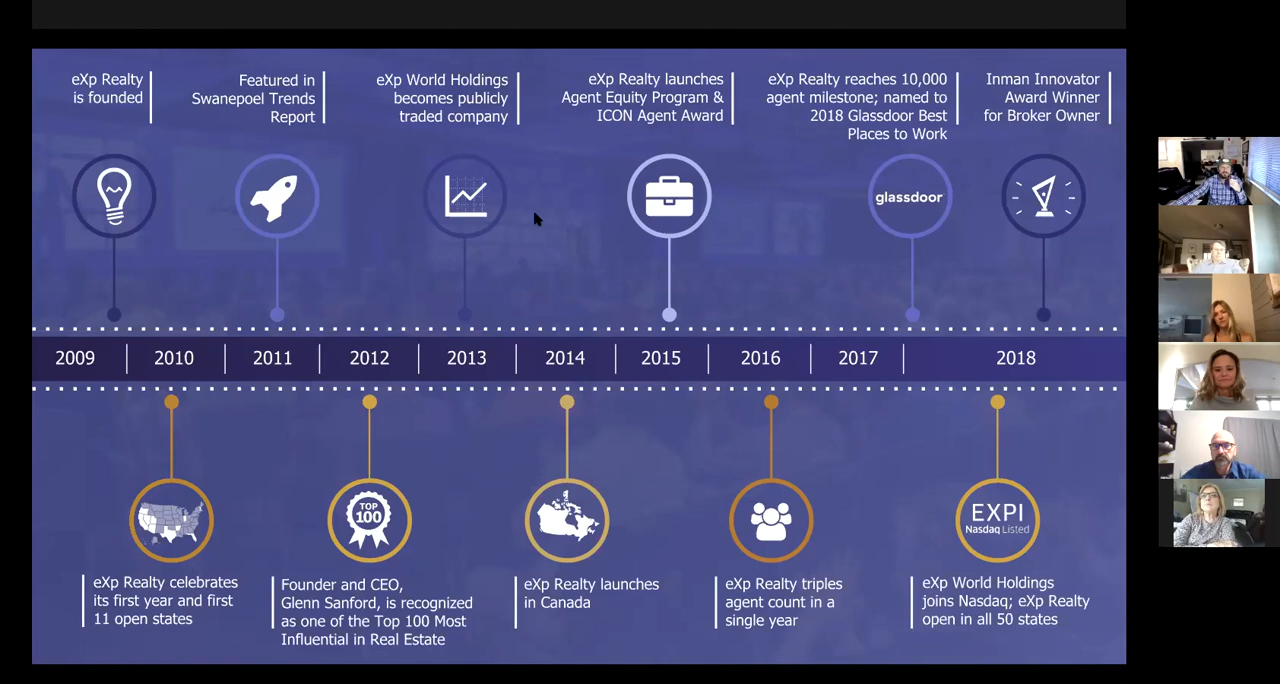 eXp Realty
is founded
Featured in
Swanepoel Trends
Report
eXp World Holdings
becomes publicly
traded company
eXp Realty launches
Agent Equity Program &
ICON Agent Award
eXp Realty reaches 10,000
agent milestone; named to
2018 Glassdoor Best
Places to Work
Inman Innovator
Award Winner
for Broker Owner
glassdoor
2009
2010
2011
2012
2013
2014
2015
2016
2017
2018
TOP
100
EXPI
Nasdaq Listed
eXp Realty celebrates
its first year and first
11 open states
Founder and CEO,
Glenn Sanford, is recognized
as one of the Top 100 Most
Influential in Real Estate
eXp Realty launches
in Canada
eXp Realty triples
agent count in a
single year
eXp World Holdings
joins Nasdaq; eXp Realty
open in all 50 states